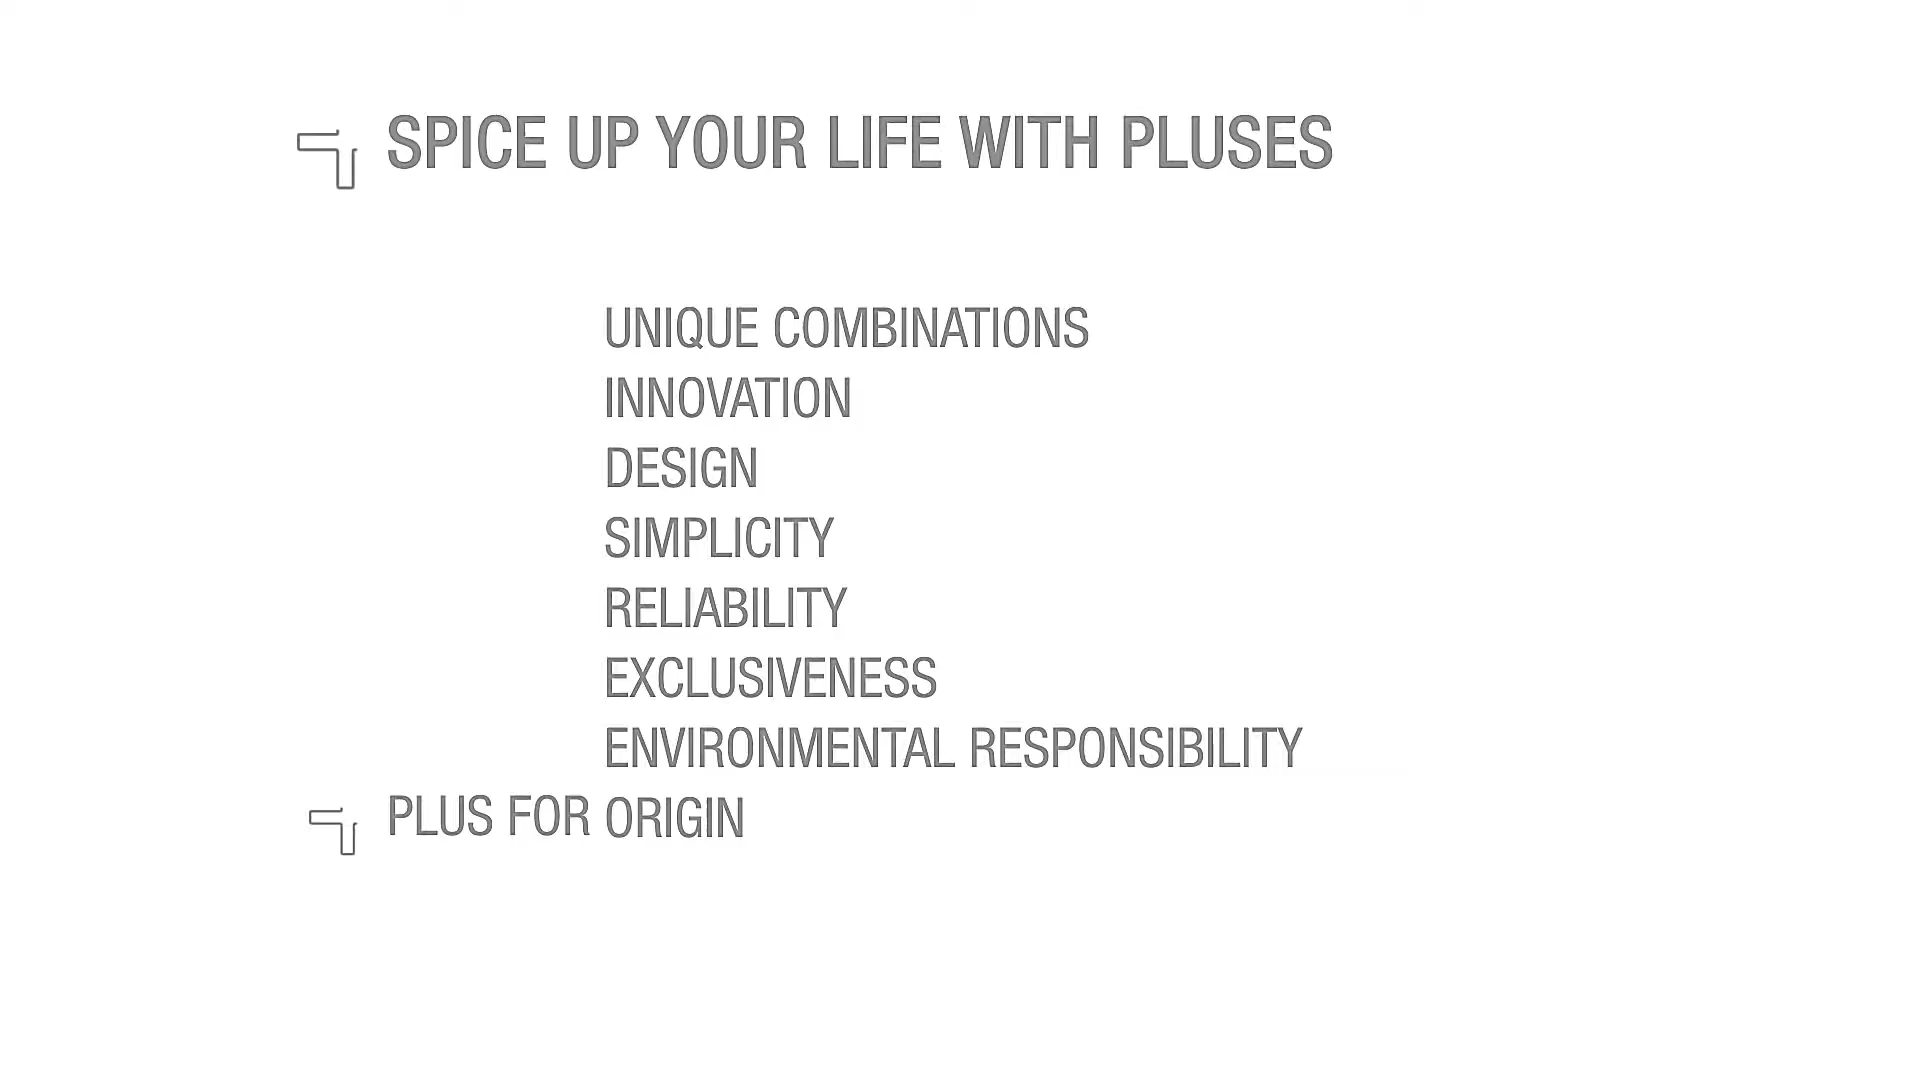 SPICE UP YOUR LIFE WITH PLUSES
UNIQUE COMBINATIONS
INNOVATION
DESIGN
SIMPLICITY
RELIABILITY
EXCLUSIVENESS
ENVIRONMENTAL RESPONSIBILITY
PLUS FOR ORIGIN